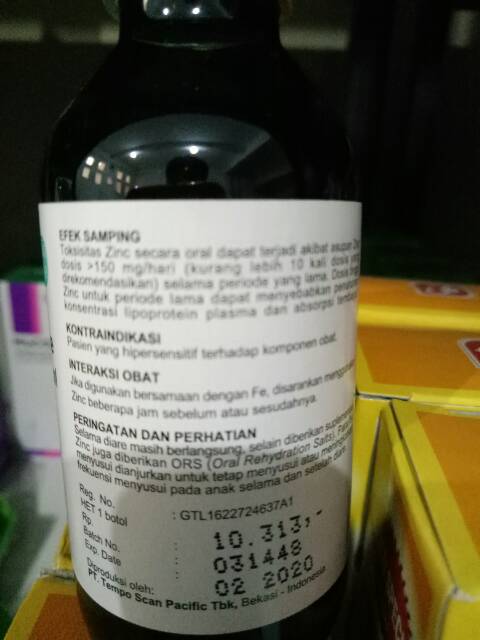 EFEK SAMPING
Toksisitas Zinc secara oral dapat terjadi akibat asupan
dosis >150 mg/hari (kurang lebih 10 kali dosis yang
direkomendasikan) selama periode yang lama. Dosis
Zinc untuk periode lama dapat menyebabkan
konsentrasi lipoprotein plasma dan absorpsi
KONTRAINDIKASI
Pasien yang hipersensitif terhadap komponen obat.
INTERAKSI OBAT
Jika digunakan bersamaan dengan Fe, disarankan
Zinc beberapa jam sebelum atau sesudahnya.
PERINGATAN DAN PERHATIAN
Selama diare masih berlangsung, selain diberikan
Zinc juga diberikan ORS (Oral Rehydration Salts).
menyusui dianjurkan untuk tetap menyusui atau
frekuensi menyusui pada anak selama dan setelah diare.
Reg. No. : GTL1622724637A1
HET 1 botol
Rp. : 10.313,-
Batch No. : 031448
Exp. Date : 02 2020
Diproduksi oleh:
PT. Tempo Scan Pacific Tbk, Bekasi - Indonesia